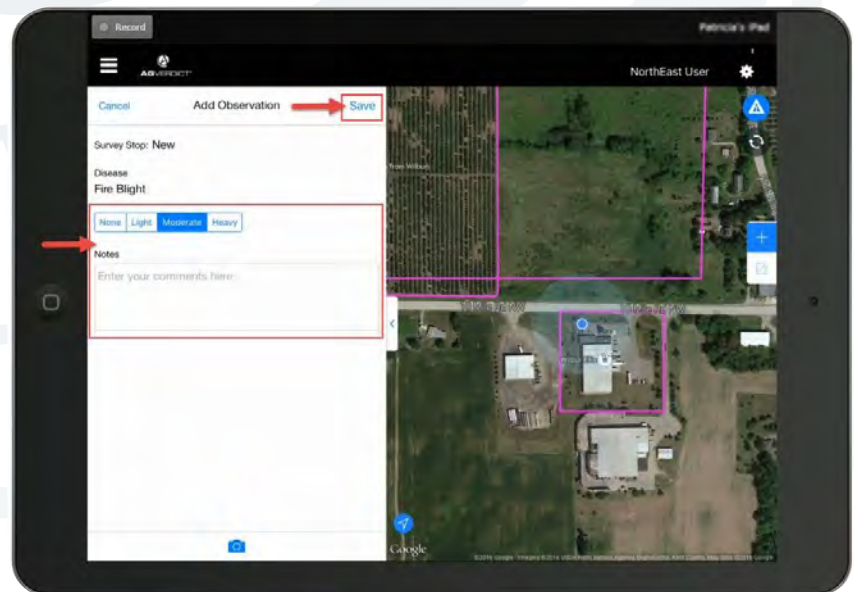 Record
Patricia's iPad
AGVERDICT
NorthEast User
Cancel
Add Observation
Save
Survey Stop: New
Disease
Fire Blight
None
Light
Moderate
Heavy
Notes
Enter your comments here
Google